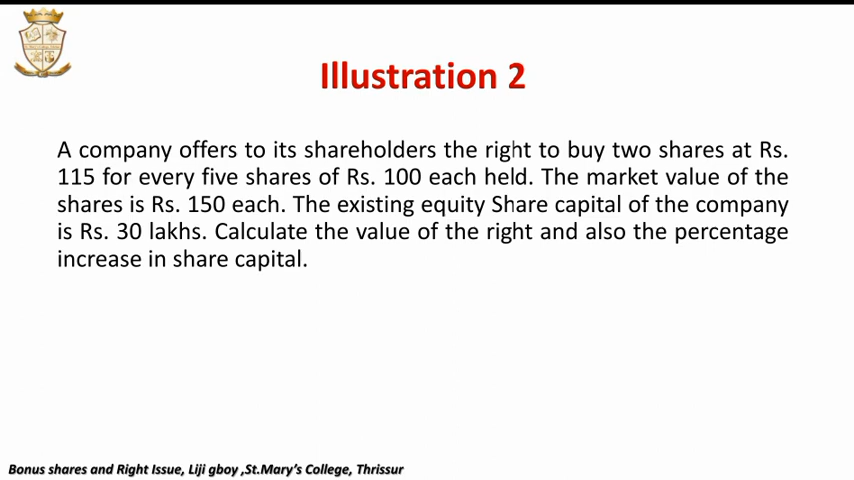 Illustration 2
A company offers to its shareholders the right to buy two shares at Rs.
115 for every five shares of Rs. 100 each held. The market value of the
shares is Rs. 150 each. The existing equity Share capital of the company
is Rs. 30 lakhs. Calculate the value of the right and also the percentage
increase in share capital.
Bonus shares and Right Issue, Liji gboy ,St.Mary's College, Thrissur